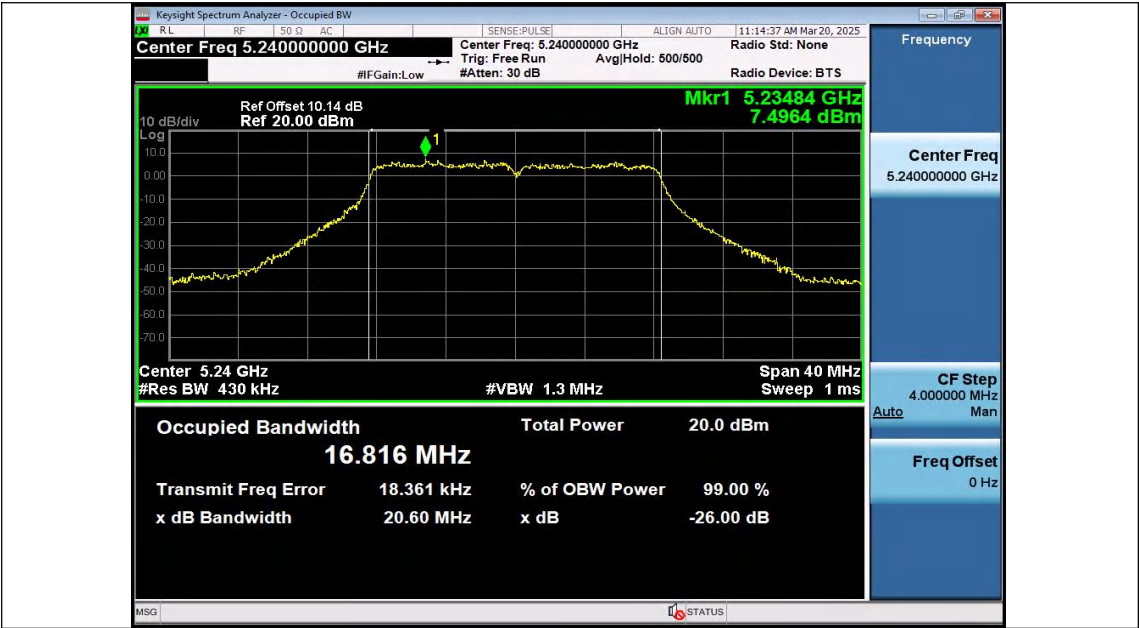 Keysight Spectrum Analyzer - Occupied BW
LXI RL RF 50 Ω AC SENSE:PULSE ALIGN AUTO 11:14:37 AM Mar 20, 2025
Center Freq 5.240000000 GHz
Center Freq: 5.240000000 GHz
Radio Std: None
Trig: Free Run
Avg|Hold: 500/500
#IFGain:Low
#Atten: 30 dB
Radio Device: BTS
Frequency
Mkr1 5.23484 GHz
7.4964 dBm
Ref Offset 10.14 dB
10 dB/div Ref 20.00 dBm
Log
1
10.0
0.00
-10.0
-20.0
-30.0
-40.0
-50.0
-60.0
-70.0
Center 5.24 GHz
Span 40 MHz
#Res BW 430 kHz
#VBW 1.3 MHz
Sweep 1 ms
Occupied Bandwidth
16.816 MHz
Total Power 20.0 dBm
Transmit Freq Error 18.361 kHz
% of OBW Power 99.00 %
x dB Bandwidth 20.60 MHz
x dB -26.00 dB
Center Freq
5.240000000 GHz
CF Step
4.000000 MHz
Auto Man
Freq Offset
0 Hz
MSG
STATUS